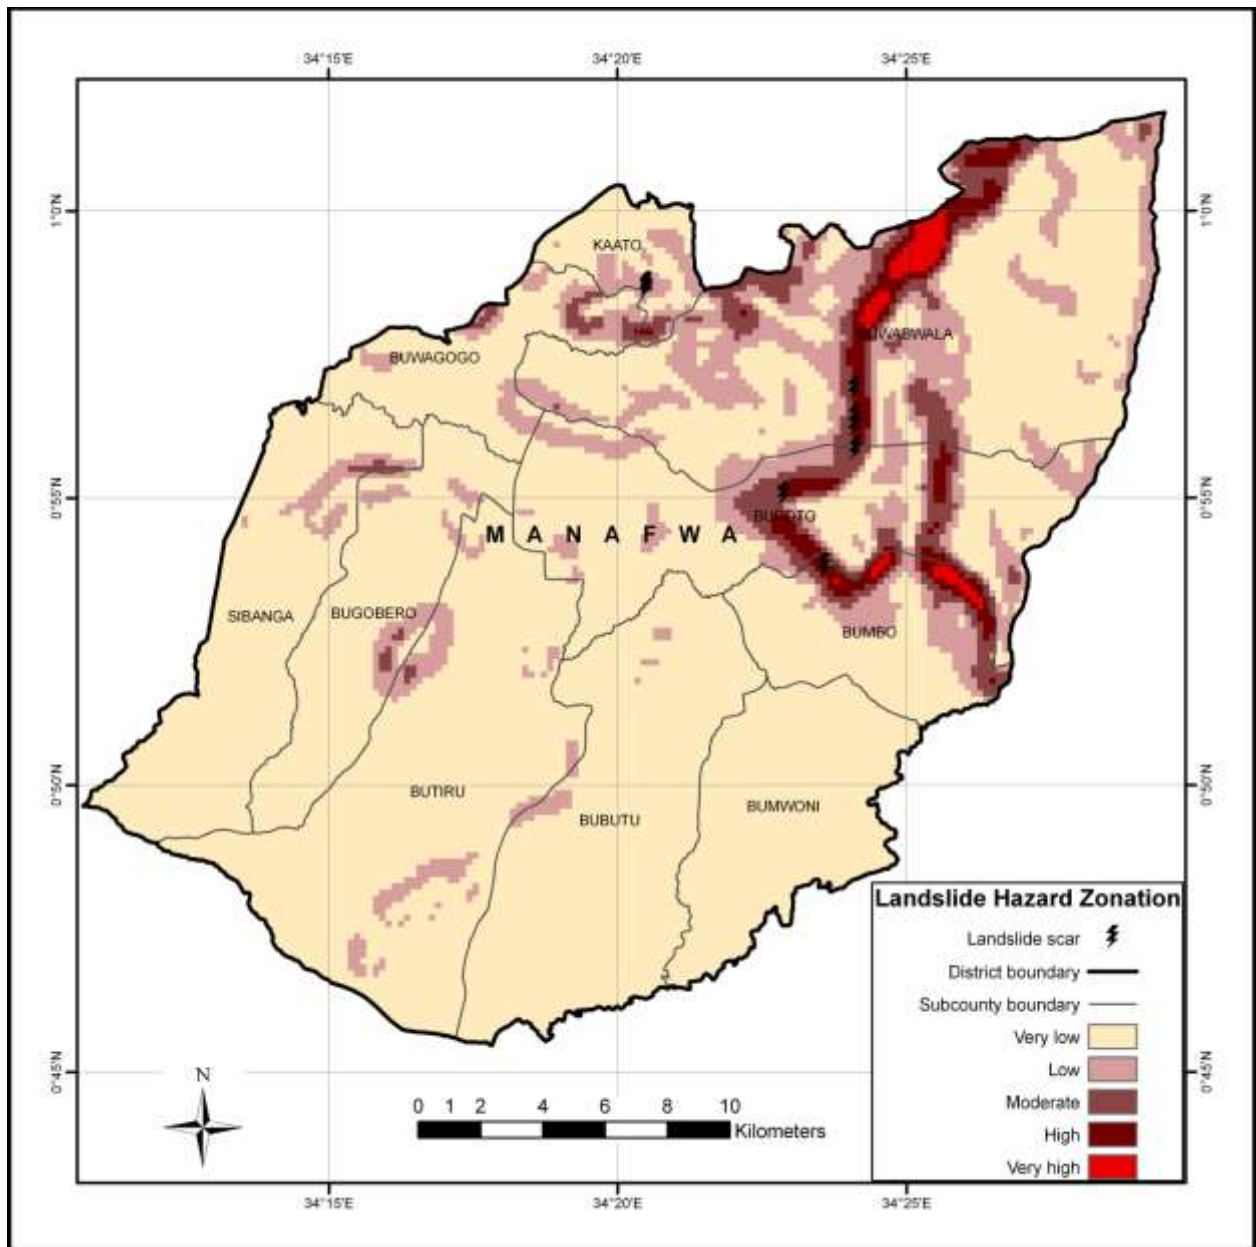 34°15'E 34°20'E 34°25'E
1°0'N 1°0'N
KAATO
BUWAGOGO
0°55'N 0°55'N
MANAFWA
SIBANGA BUGOBERO
BUMBO
0°50'N 0°50'N
BUTIRU
BUBUTU
BUMWONI
Landslide Hazard Zonation
Landslide scar
District boundary
Subcounty boundary
Very low
Low
Moderate
High
Very high
0°45'N 0°45'N
N
0 1 2 4 6 8 10
Kilometers
34°15'E 34°20'E 34°25'E